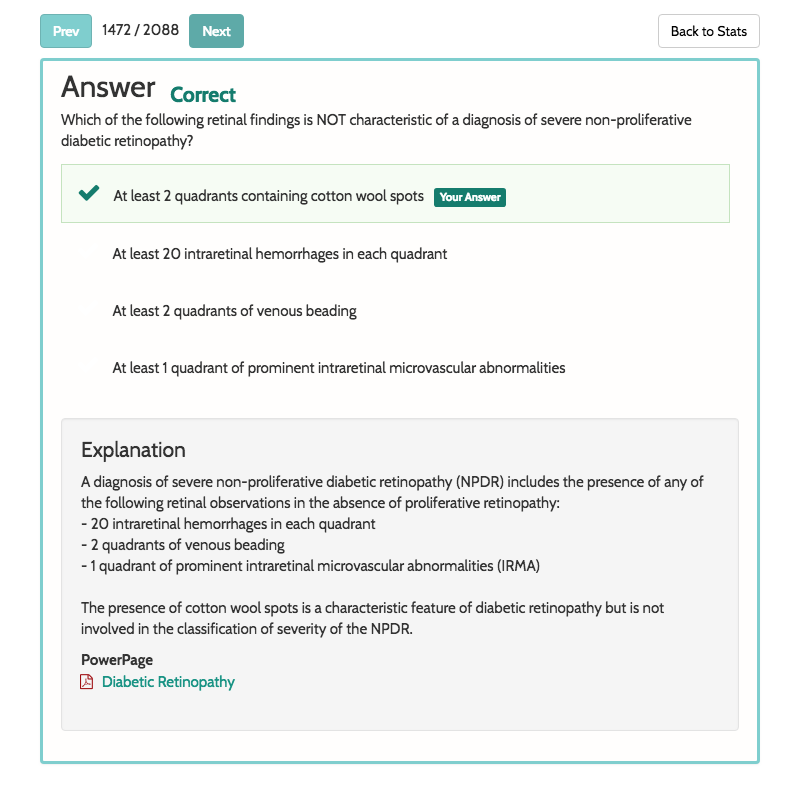 Prev 1472 / 2088 Next Back to Stats
Answer Correct
Which of the following retinal findings is NOT characteristic of a diagnosis of severe non-proliferative
diabetic retinopathy?
At least 2 quadrants containing cotton wool spots Your Answer
At least 20 intraretinal hemorrhages in each quadrant
At least 2 quadrants of venous beading
At least 1 quadrant of prominent intraretinal microvascular abnormalities
Explanation
A diagnosis of severe non-proliferative diabetic retinopathy (NPDR) includes the presence of any of
the following retinal observations in the absence of proliferative retinopathy:
- 20 intraretinal hemorrhages in each quadrant
- 2 quadrants of venous beading
- 1 quadrant of prominent intraretinal microvascular abnormalities (IRMA)
The presence of cotton wool spots is a characteristic feature of diabetic retinopathy but is not
involved in the classification of severity of the NPDR.
PowerPage
Diabetic Retinopathy